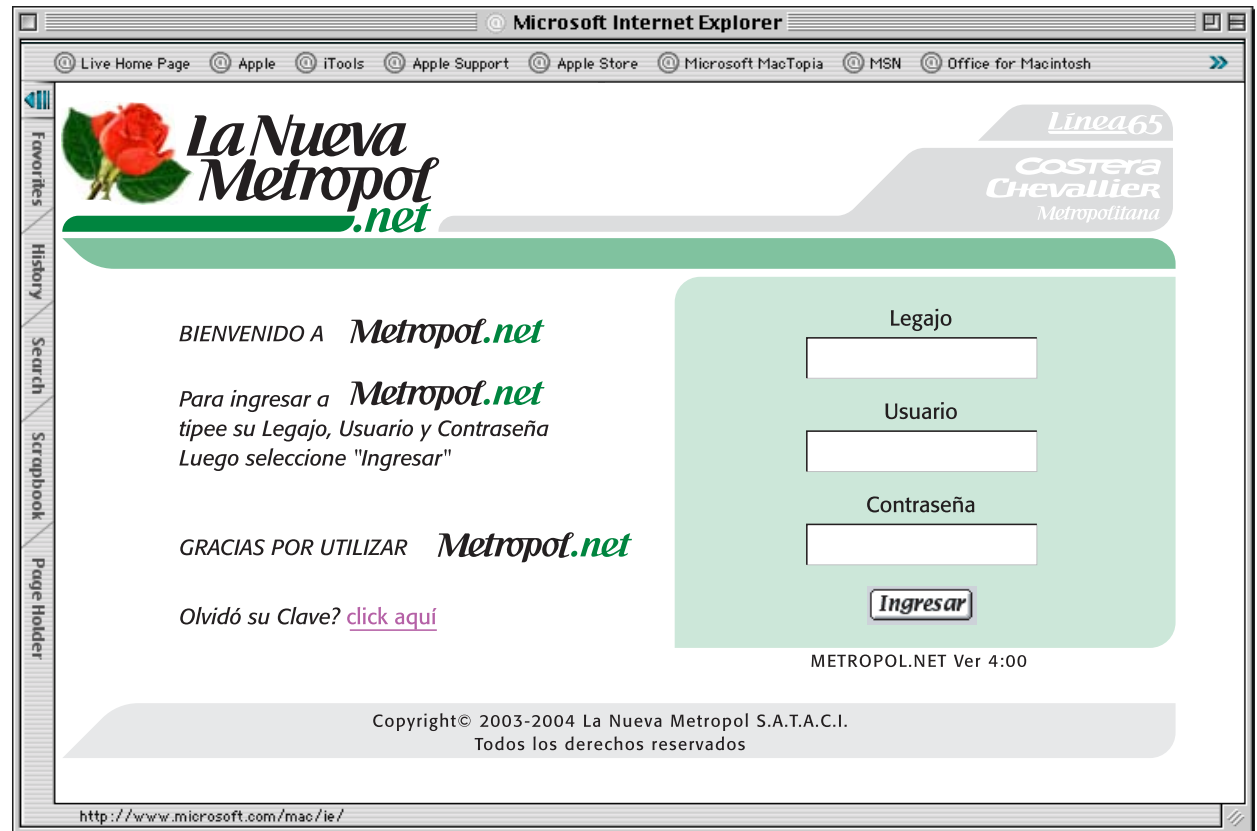 Microsoft Internet Explorer
Live Home Page Apple iTools Apple Support Apple Store Microsoft MacTopia MSN Office for Macintosh
Favorites
History
Search
Scrapbook
Page Holder
La Nueva
Metropol
.net
Línea65
COSTERA
CHEVALLIER
Metropolitana
BIENVENIDO A Metropol.net
Para ingresar a Metropol.net
tipee su Legajo, Usuario y Contraseña
Luego seleccione "Ingresar"
GRACIAS POR UTILIZAR Metropol.net
Olvidó su Clave? click aquí
Legajo
Usuario
Contraseña
Ingresar
METROPOL.NET Ver 4:00
Copyright© 2003-2004 La Nueva Metropol S.A.T.A.C.I.
Todos los derechos reservados
http://www.microsoft.com/mac/ie/